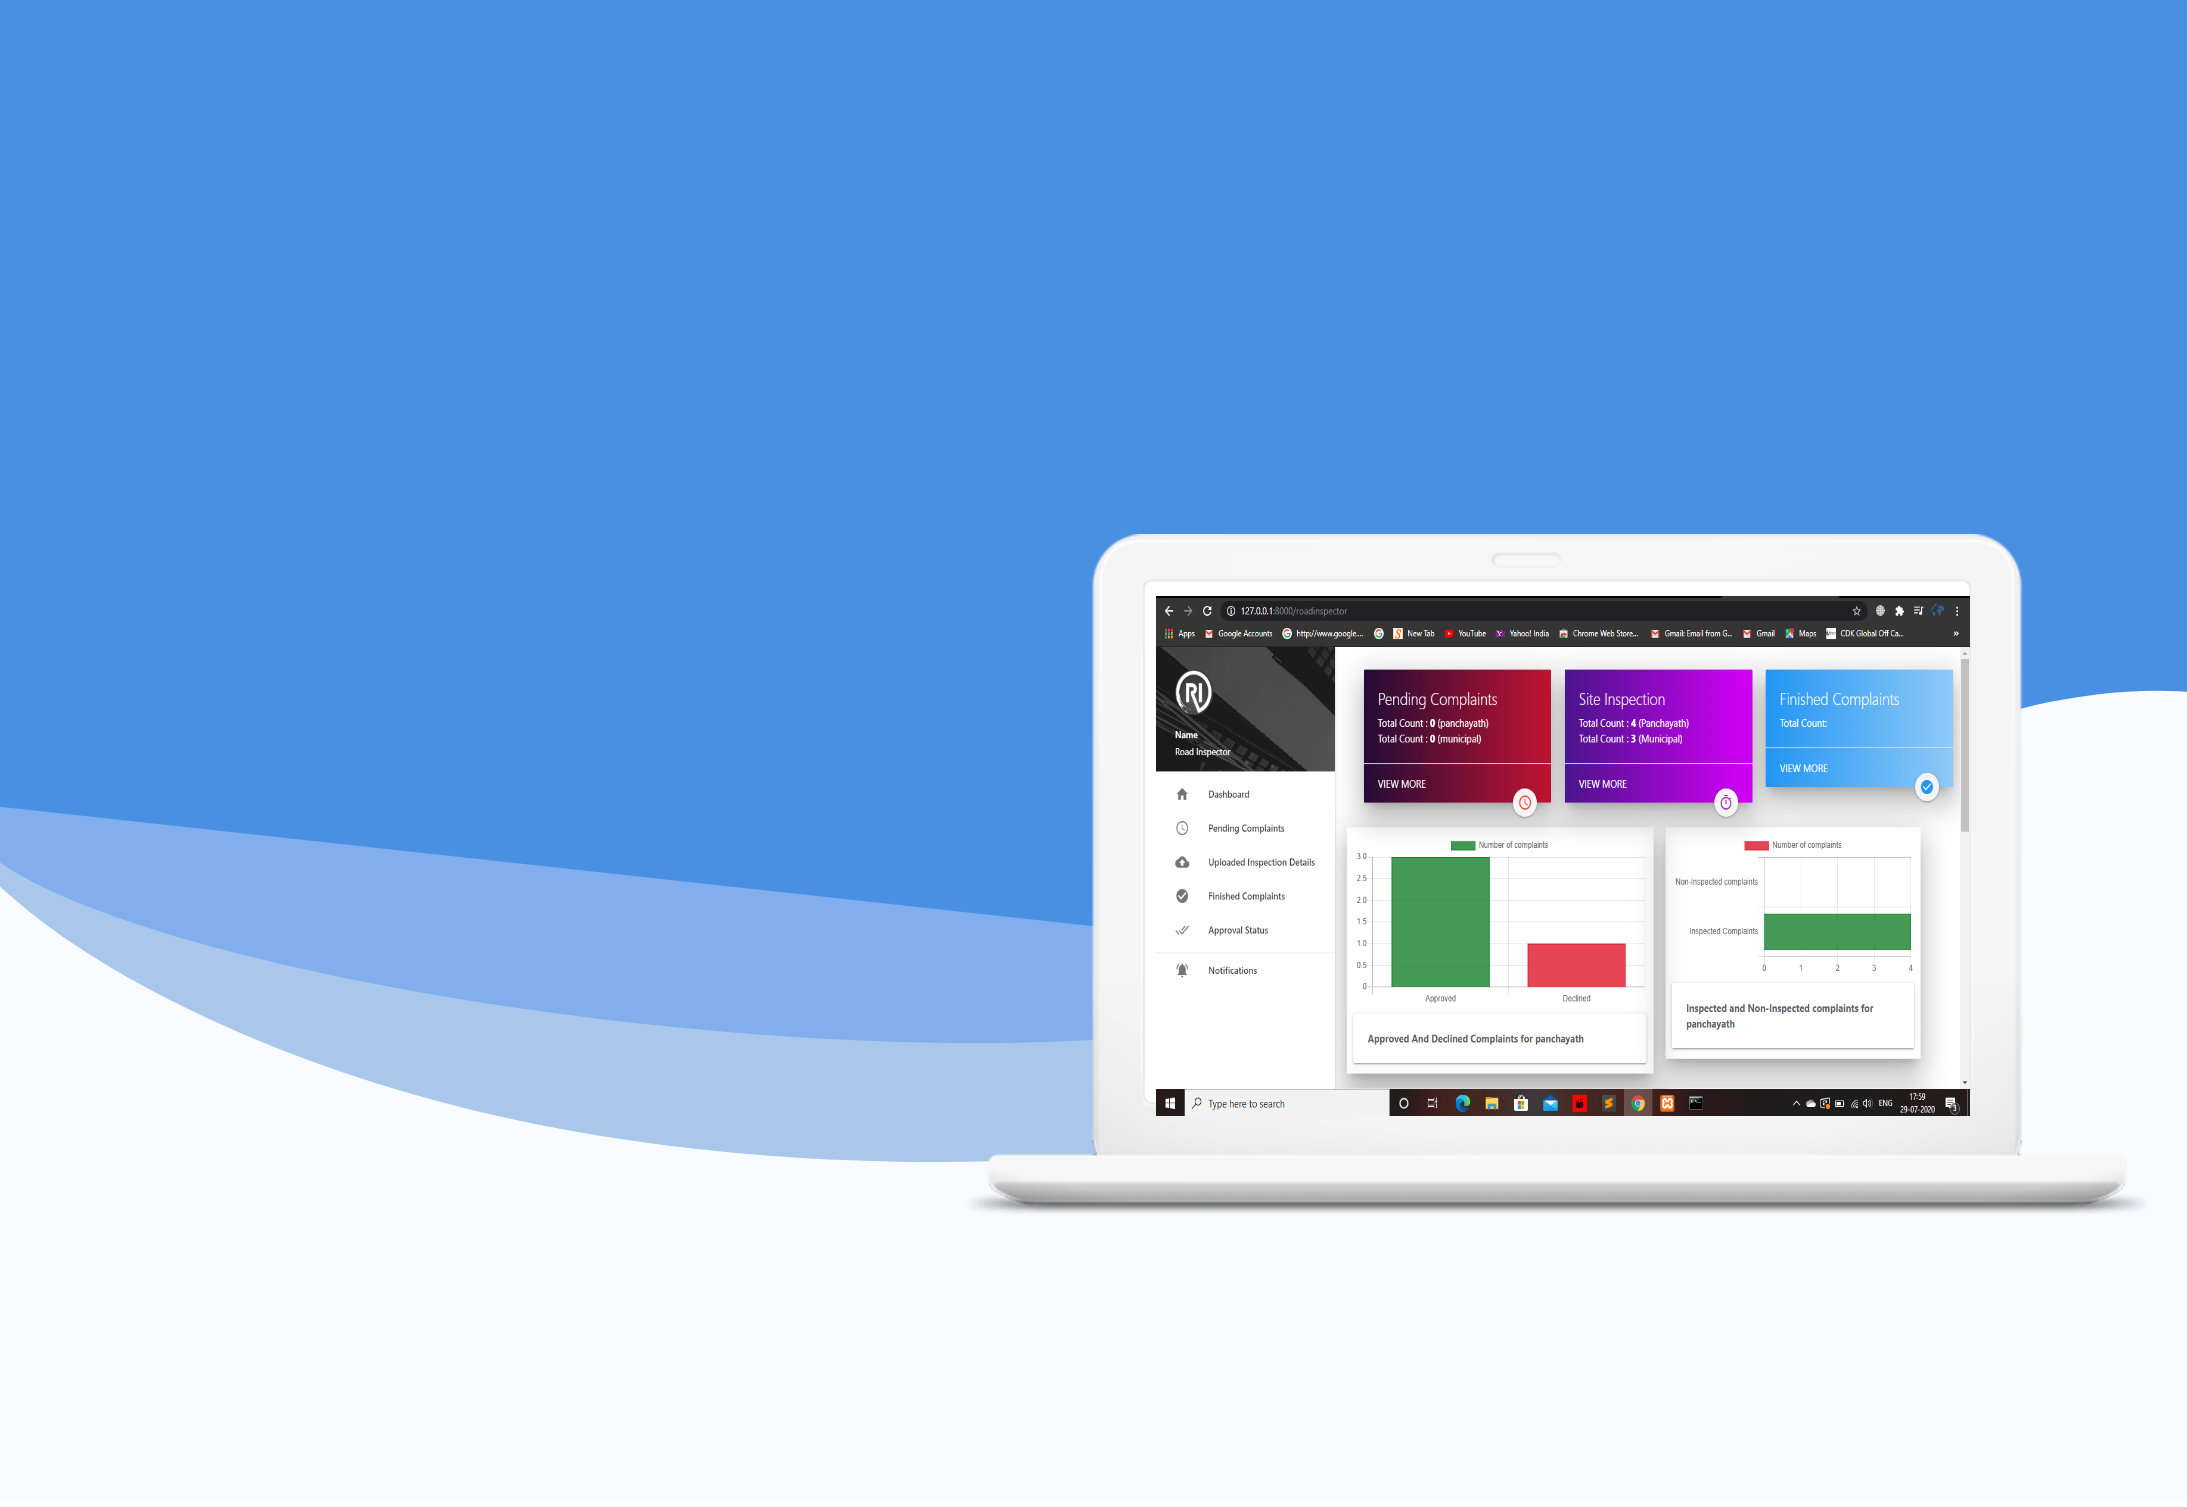 127.0.0.1:8000/roadinspector
Apps Google Accounts http://www.google.... New Tab YouTube Yahoo! India Chrome Web Store... Gmail: Email from G... Gmail Maps CDK Global Off Ca... »
RI
Name
Road Inspector
Dashboard
Pending Complaints
Uploaded Inspection Details
Finished Complaints
Approval Status
Notifications
Pending Complaints
Total Count : 0 (panchayath)
Total Count : 0 (municipal)
VIEW MORE
Site Inspection
Total Count : 4 (Panchayath)
Total Count : 3 (Municipal)
VIEW MORE
Finished Complaints
Total Count:
VIEW MORE
Number of complaints
3.0
2.5
2.0
1.5
1.0
0.5
0
Approved Declined
Approved And Declined Complaints for panchayath
Number of complaints
Non-Inspected complaints
Inspected Complaints
0 1 2 3 4
Inspected and Non-Inspected complaints for
panchayath
Type here to search
ENG
17:59
29-07-2020
3